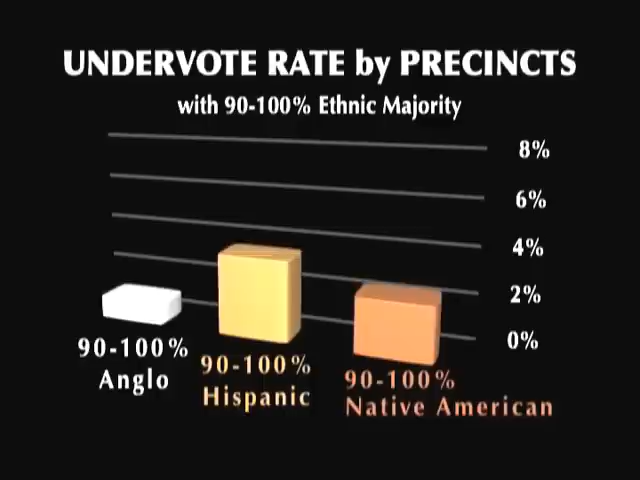 UNDERVOTE RATE by PRECINCTS
with 90-100% Ethnic Majority
8%
6%
4%
2%
0%
90-100%
Anglo
90-100%
Hispanic
90-100%
Native American